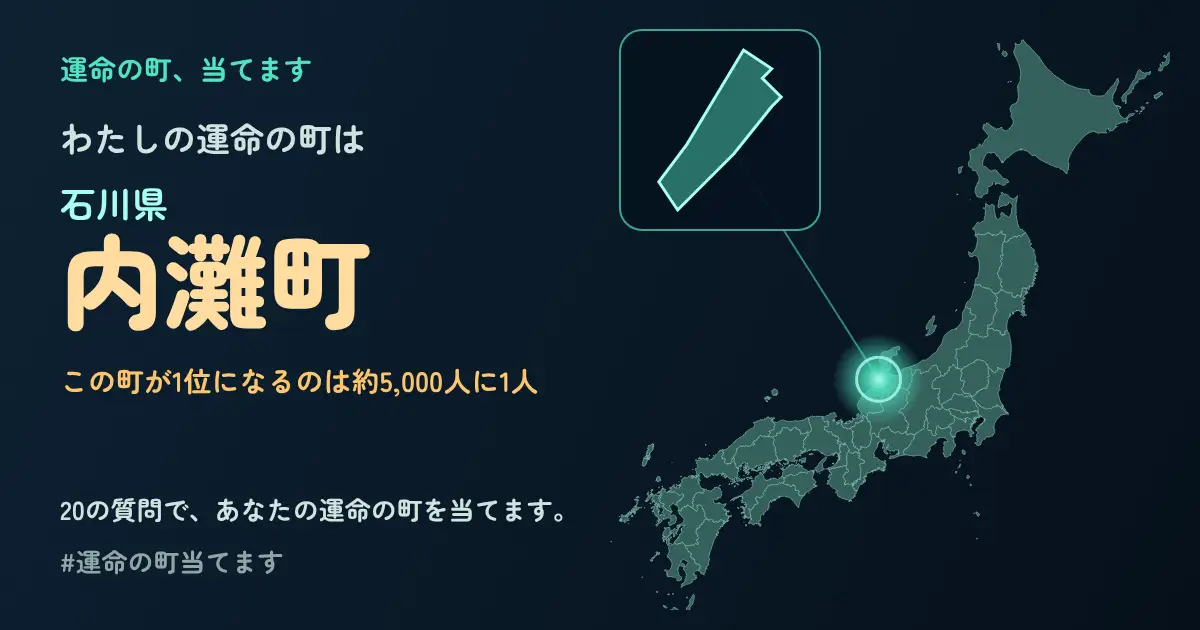 運命の町、当てます
わたしの運命の町は
石川県
内灘町
この町が1位になるのは約5,000人に1人
20の質問で、あなたの運命の町を当てます。
#運命の町当てます